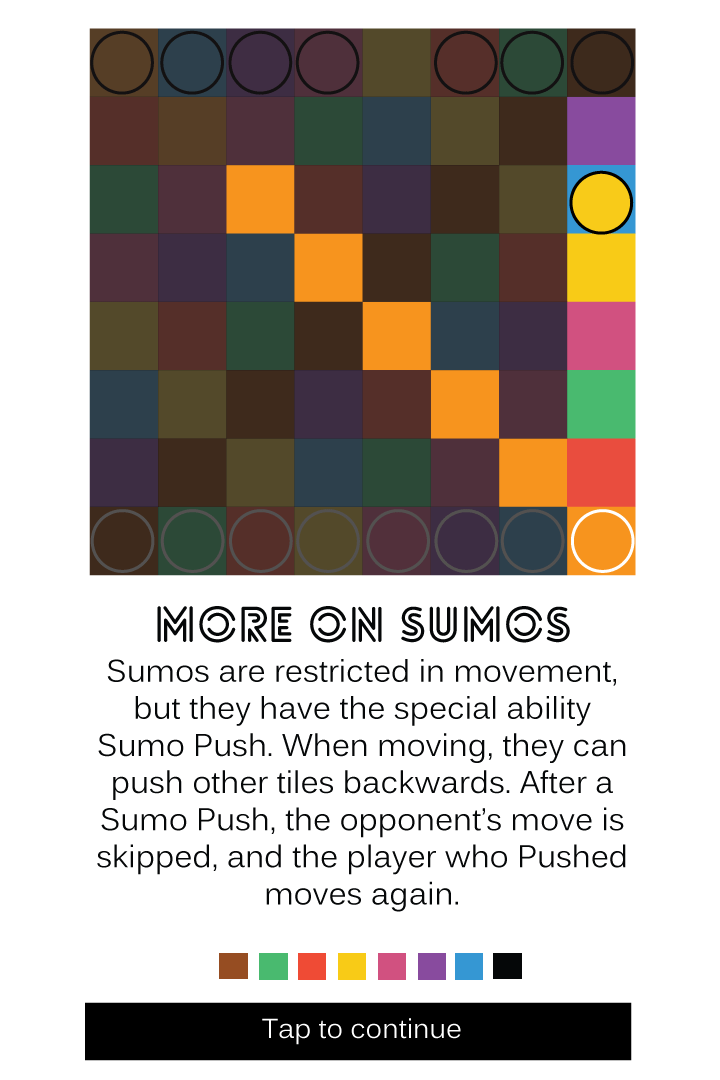 MORE ON SUMOS
Sumos are restricted in movement,
but they have the special ability
Sumo Push. When moving, they can
push other tiles backwards. After a
Sumo Push, the opponent’s move is
skipped, and the player who Pushed
moves again.
Tap to continue